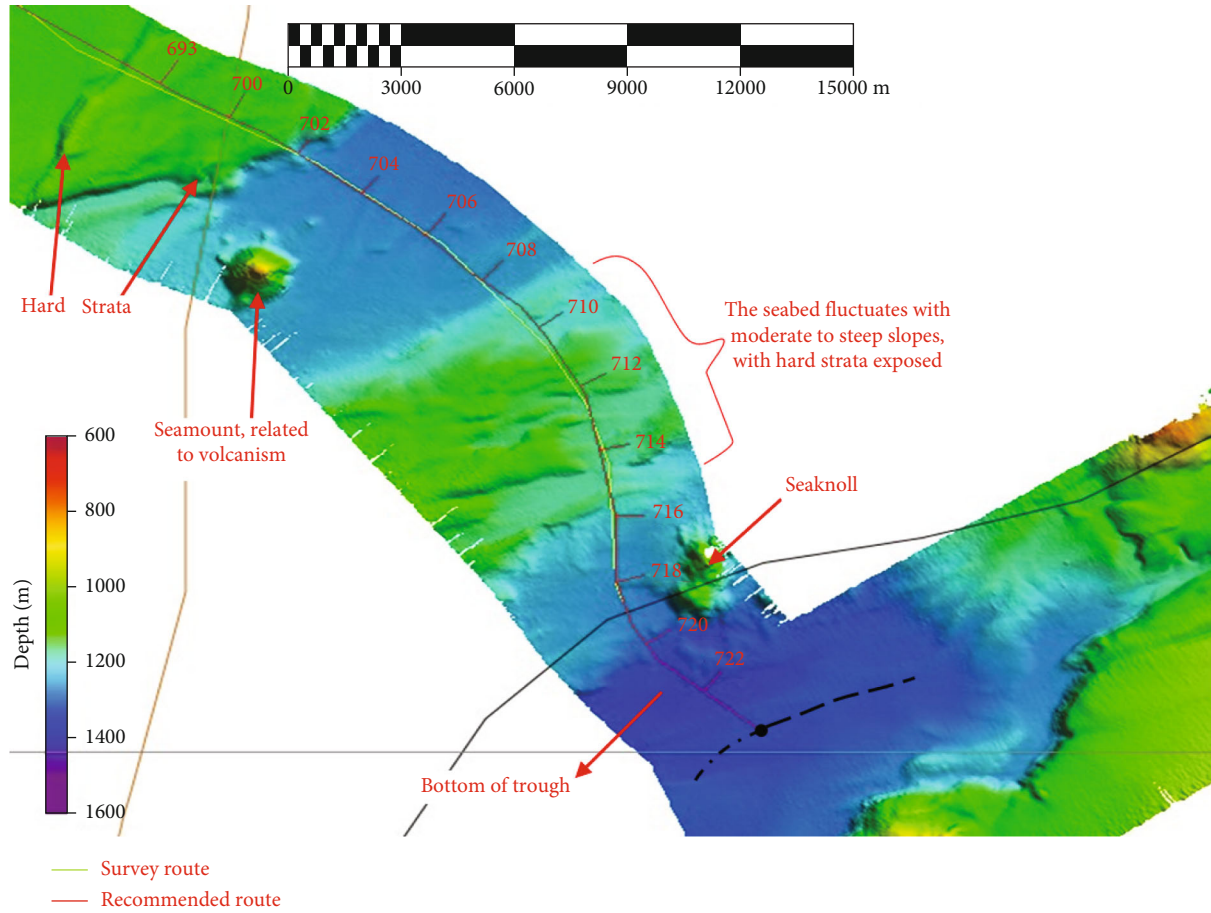 0
3000
6000
9000
12000
15000 m
693
700
702
704
706
708
710
712
714
716
718
720
722
Hard
Strata
Seamount, related
to volcanism
The seabed fluctuates with
moderate to steep slopes,
with hard strata exposed
Seaknoll
Bottom of trough
Depth (m)
600
800
1000
1200
1400
1600
Survey route
Recommended route